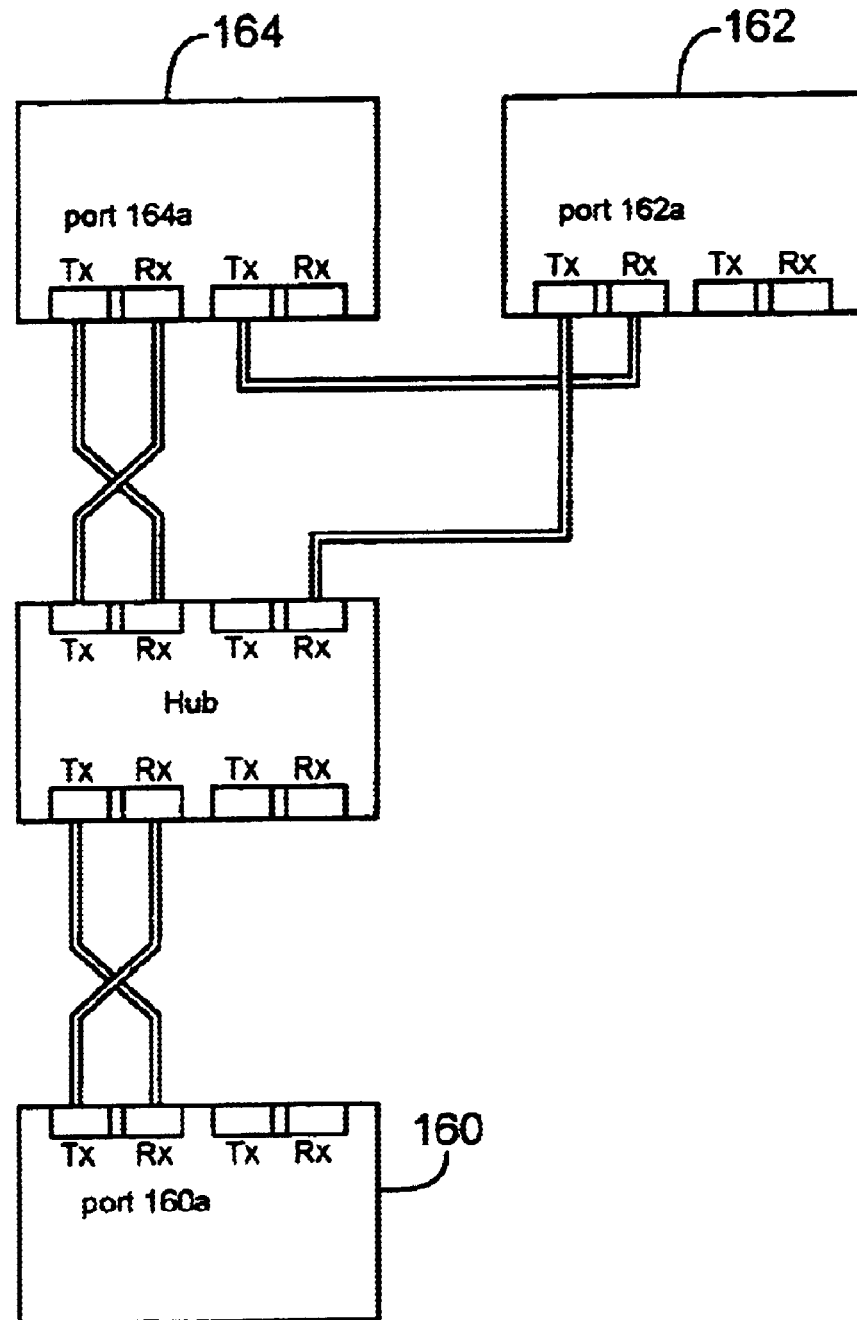 164
162
port 164a
port 162a
Tx Rx Tx Rx
Tx Rx Tx Rx
Tx Rx Tx Rx
Hub
Tx Rx Tx Rx
Tx Rx Tx Rx
160
port 160a